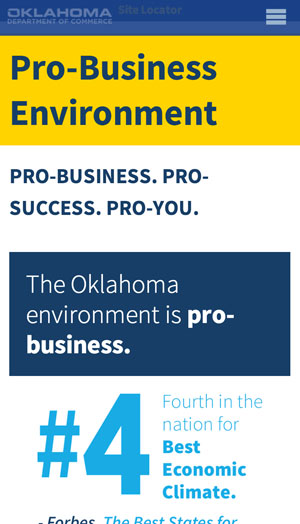 OKLAHOMA
DEPARTMENT OF COMMERCE
Site Locator
Pro-Business
Environment
PRO-BUSINESS. PRO-
SUCCESS. PRO-YOU.
The Oklahoma
environment is pro-
business.
#4
Fourth in the
nation for
Best
Economic
Climate.
- Forbes, The Best States for